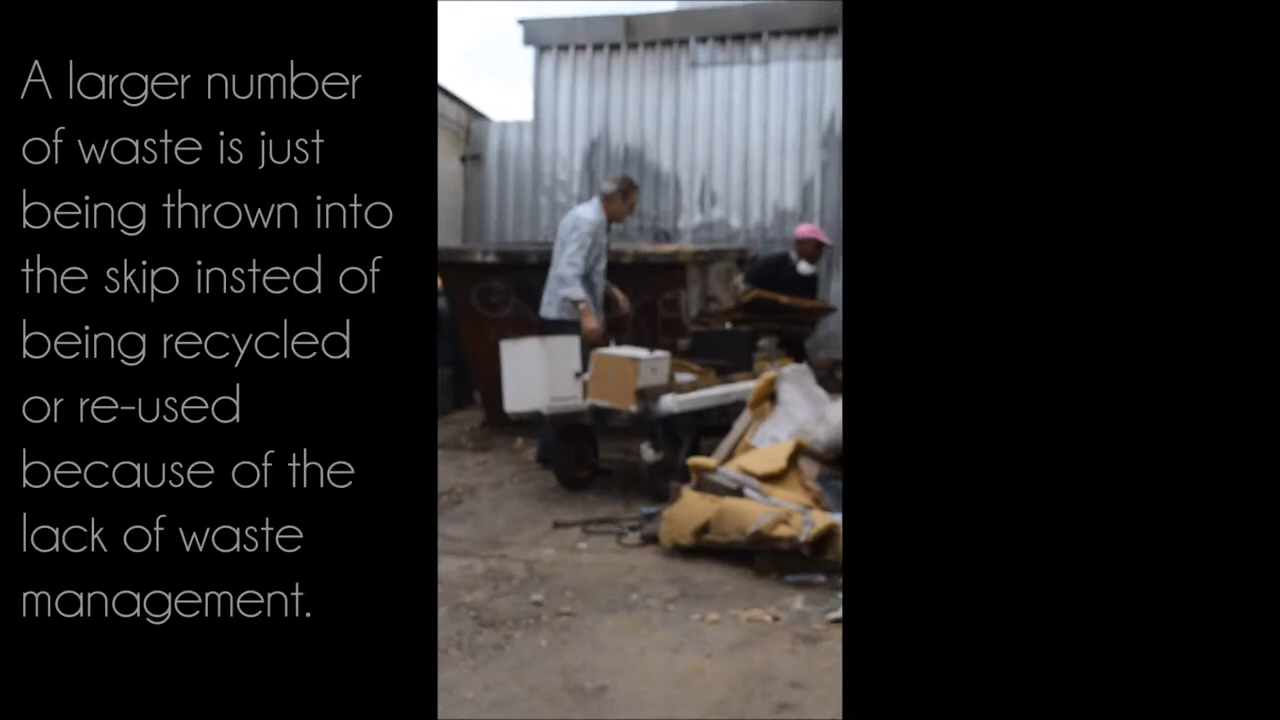 A larger number
of waste is just
being thrown into
the skip insted of
being recycled
or re-used
because of the
lack of waste
management.